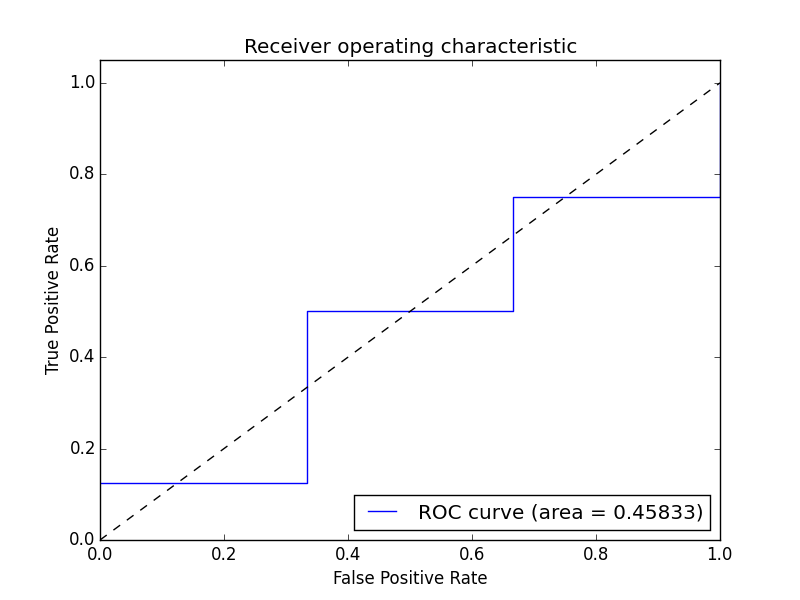 Receiver operating characteristic
1.0
0.8
0.6
0.4
0.2
0.0
True Positive Rate
ROC curve (area = 0.45833)
0.0 0.2 0.4 0.6 0.8 1.0
False Positive Rate